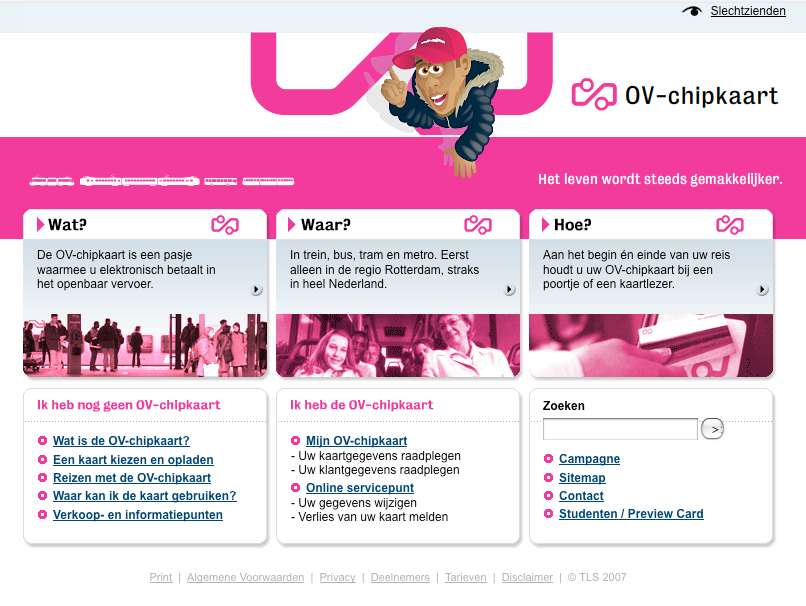 Slechtzienden
OV-chipkaart
Het leven wordt steeds gemakkelijker.
Wat?
De OV-chipkaart is een pasje
waarmee u elektronisch betaalt in
het openbaar vervoer.
Waar?
In trein, bus, tram en metro. Eerst
alleen in de regio Rotterdam, straks
in heel Nederland.
Hoe?
Aan het begin én einde van uw reis
houdt u uw OV-chipkaart bij een
poortje of een kaartlezer.
Ik heb nog geen OV-chipkaart
Wat is de OV-chipkaart?
Een kaart kiezen en opladen
Reizen met de OV-chipkaart
Waar kan ik de kaart gebruiken?
Verkoop- en informatiepunten
Ik heb de OV-chipkaart
Mijn OV-chipkaart
- Uw kaartgegevens raadplegen
- Uw klantgegevens raadplegen
Online servicepunt
- Uw gegevens wijzigen
- Verlies van uw kaart melden
Zoeken
>
Campagne
Sitemap
Contact
Studenten / Preview Card
Print | Algemene Voorwaarden | Privacy | Deelnemers | Tarieven | Disclaimer | © TLS 2007